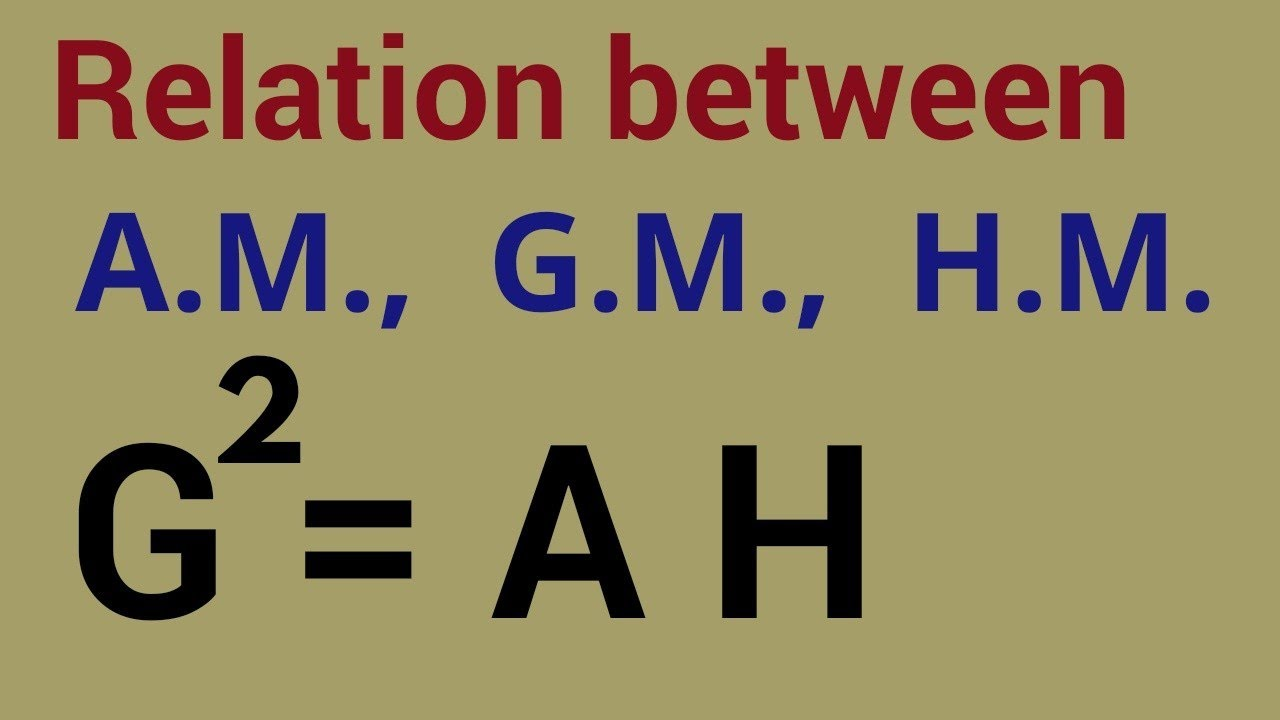 Relation between
A.M., G.M., H.M.
G²= A H